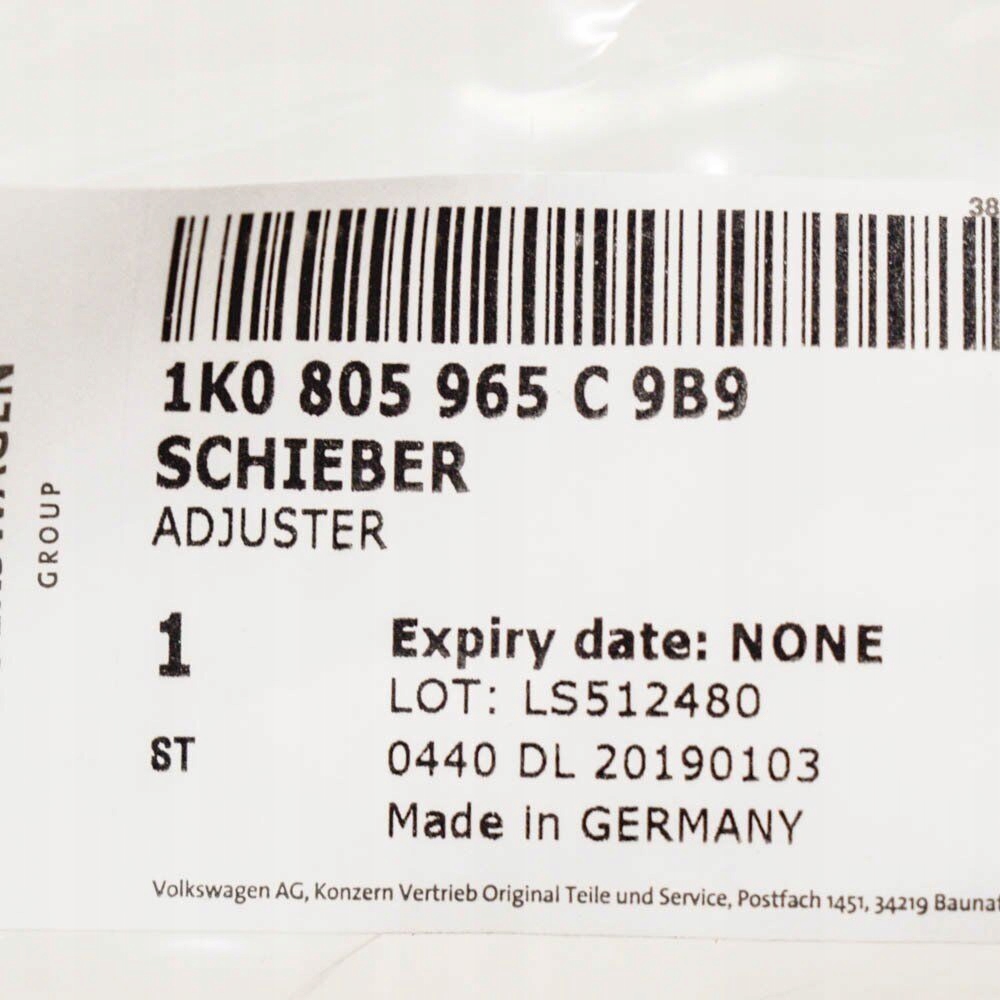 38
1K0 805 965 C 9B9
SCHIEBER
ADJUSTER
GROUP
1
Expiry date: NONE
LOT: LS512480
ST
0440 DL 20190103
Made in GERMANY
Volkswagen AG, Konzern Vertrieb Original Teile und Service, Postfach 1451, 34219